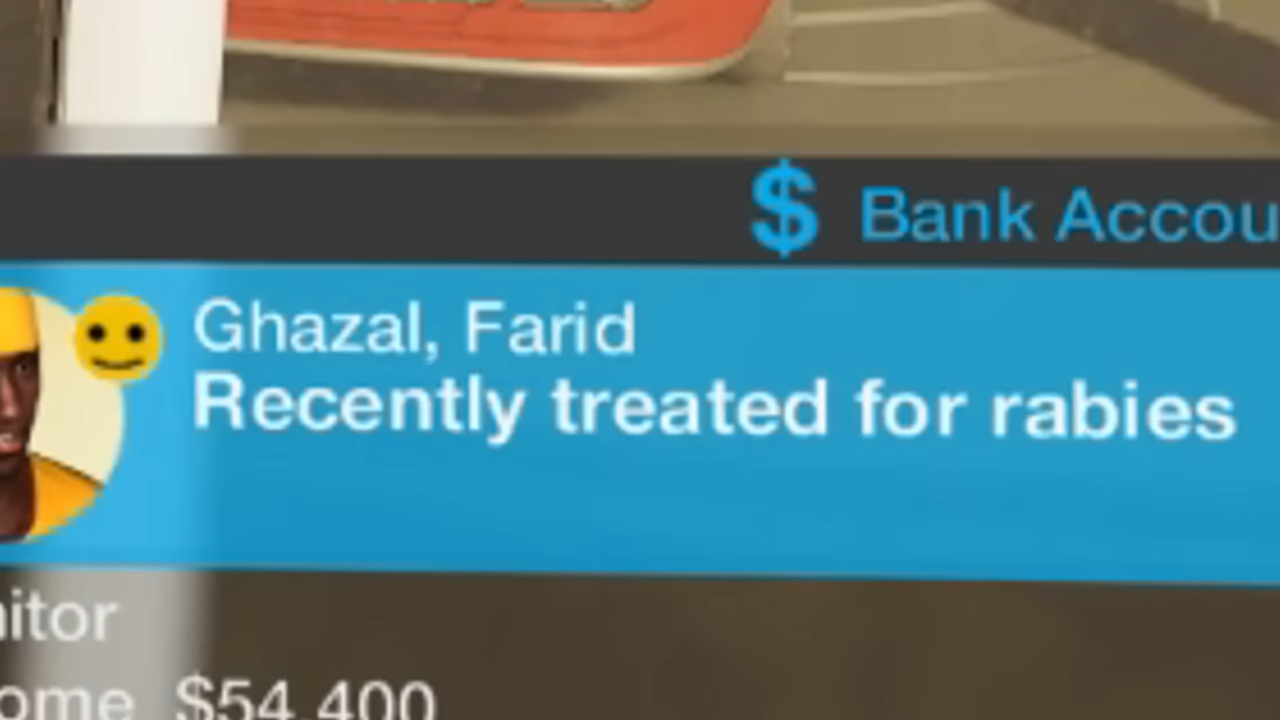 $ Bank Accou
Ghazal, Farid
Recently treated for rabies
nitor
ome $54,400